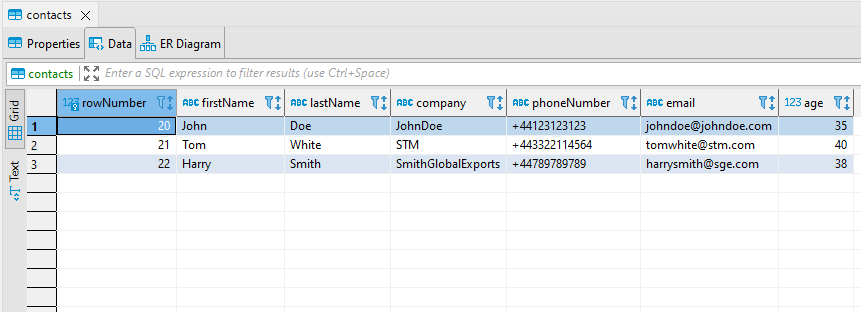 contacts
Properties Data ER Diagram
contacts Enter a SQL expression to filter results (use Ctrl+Space)
Grid
Text
123 rowNumber ABC firstName ABC lastName ABC company ABC phoneNumber ABC email 123 age
1 20 John Doe JohnDoe +44123123123 johndoe@johndoe.com 35
2 21 Tom White STM +443322114564 tomwhite@stm.com 40
3 22 Harry Smith SmithGlobalExports +44789789789 harrysmith@sge.com 38